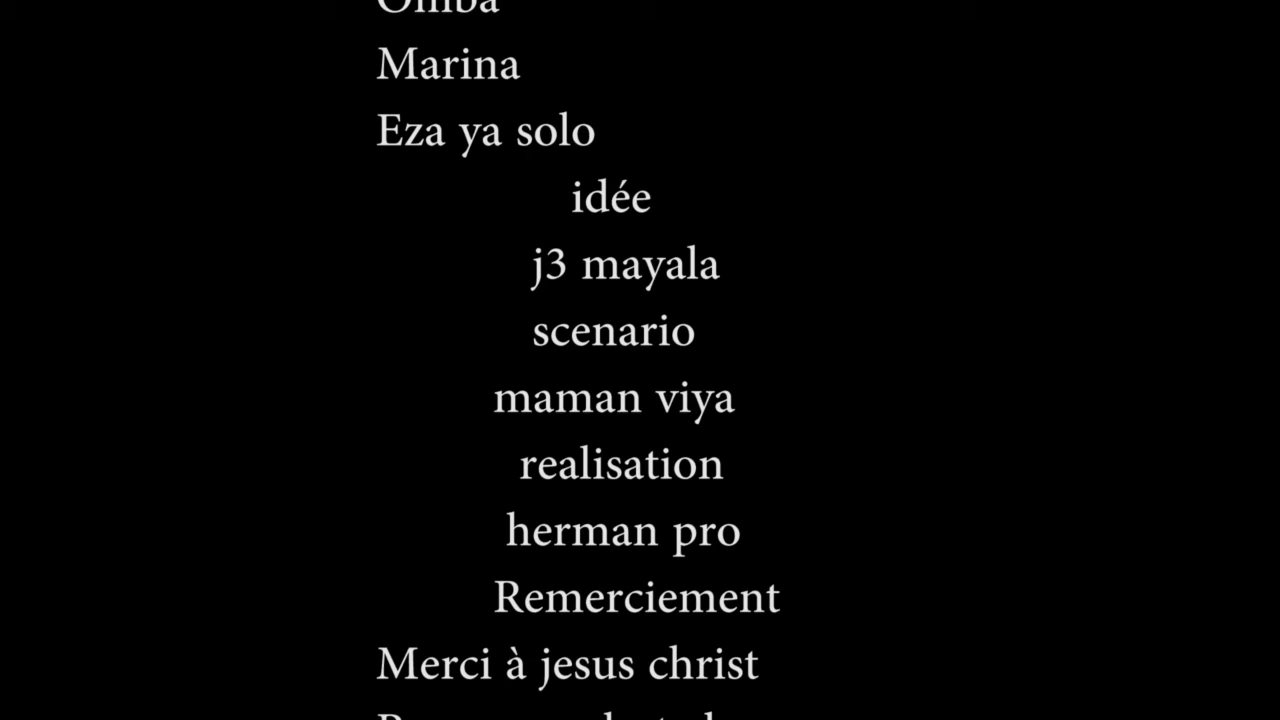 Marina
Eza ya solo
idée
j3 mayala
scenario
maman viya
realisation
herman pro
Remerciement
Merci à jesus christ